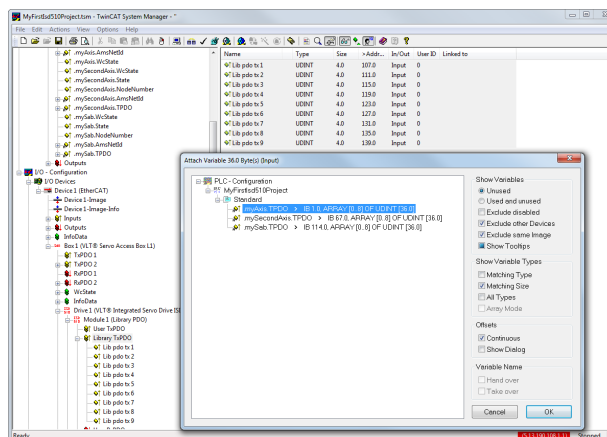 MyFirstIsd510Project.tsm - TwinCAT System Manager - *
File Edit Actions View Options Help
.myAxis.AmsNetId
.myAxis.WcState
.mySecondAxis.WcState
.mySecondAxis.State
.mySecondAxis.NodeNumber
.mySecondAxis.AmsNetId
.mySecondAxis.TPDO
.mySab.WcState
.mySab.State
.mySab.NodeNumber
.mySab.AmsNetId
.mySab.TPDO
Outputs
I/O - Configuration
I/O Devices
Device 1 (EtherCAT)
Device 1-Image
Device 1-Image-Info
Inputs
Outputs
InfoData
Box 1 (VLT® Servo Access Box L1)
TxPDO 1
TxPDO 2
RxPDO 1
RxPDO 2
WcState
InfoData
Drive 1 (VLT® Integrated Servo Drive ISI
Module 1 (Library PDO)
User TxPDO
Library TxPDO
Lib pdo tx 1
Lib pdo tx 2
Lib pdo tx 3
Lib pdo tx 4
Lib pdo tx 5
Lib pdo tx 6
Lib pdo tx 7
Lib pdo tx 8
Lib pdo tx 9
Name Type Size >Addr... In/Out User ID Linked to
Lib pdo tx 1 UDINT 4.0 107.0 Input 0
Lib pdo tx 2 UDINT 4.0 111.0 Input 0
Lib pdo tx 3 UDINT 4.0 115.0 Input 0
Lib pdo tx 4 UDINT 4.0 119.0 Input 0
Lib pdo tx 5 UDINT 4.0 123.0 Input 0
Lib pdo tx 6 UDINT 4.0 127.0 Input 0
Lib pdo tx 7 UDINT 4.0 131.0 Input 0
Lib pdo tx 8 UDINT 4.0 135.0 Input 0
Lib pdo tx 9 UDINT 4.0 139.0 Input 0
Attach Variable 36.0 Byte(s) (Input)
PLC - Configuration
MyFirstIsd510Project
Standard
.myAxis.TPDO > IB 1.0, ARRAY [0..8] OF UDINT [36.0]
.mySecondAxis.TPDO > IB 67.0, ARRAY [0..8] OF UDINT [36.0]
.mySab.TPDO > IB 114.0, ARRAY [0..8] OF UDINT [36.0]
Show Variables
Unused
Used and unused
Exclude disabled
Exclude other Devices
Exclude same Image
Show Tooltips
Show Variable Types
Matching Type
Matching Size
All Types
Array Mode
Offsets
Continuous
Show Dialog
Variable Name
Hand over
Take over
Cancel OK
Ready
(5.13.199.108.1.1) Stopped